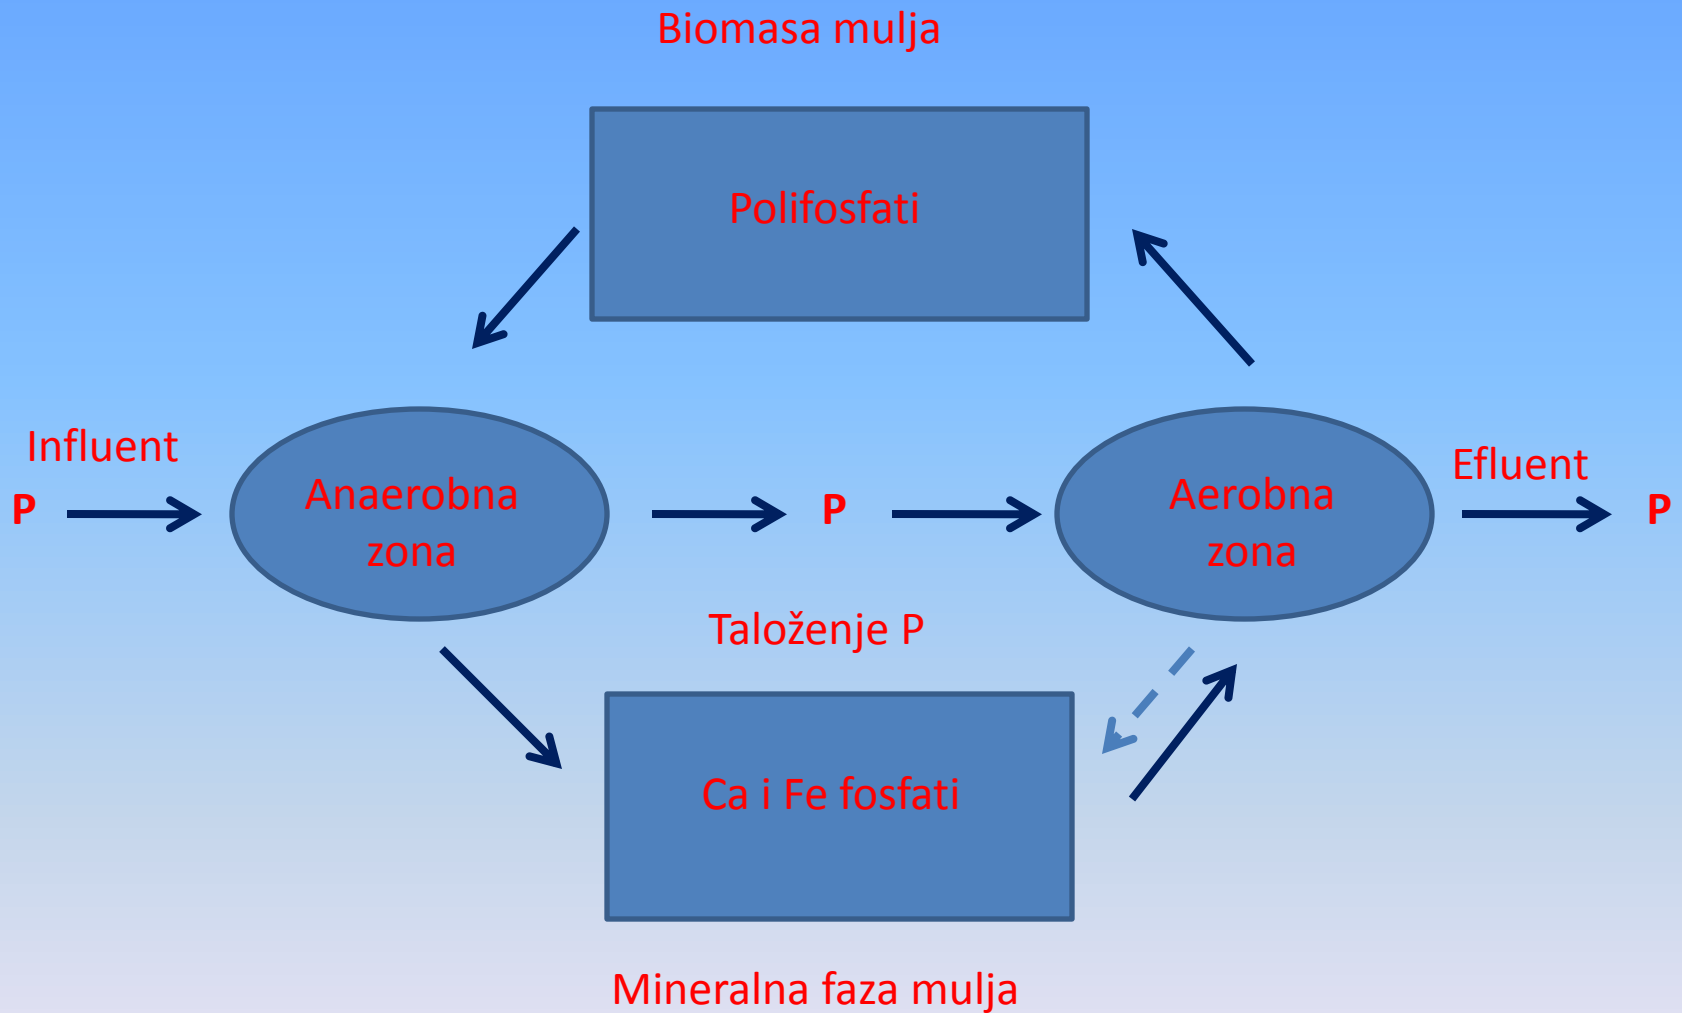 Biomasa mulja
Polifosfati
Influent
P
Anaerobna
zona
P
Aerobna
zona
Efluent
P
Taloženje P
Ca i Fe fosfati
Mineralna faza mulja